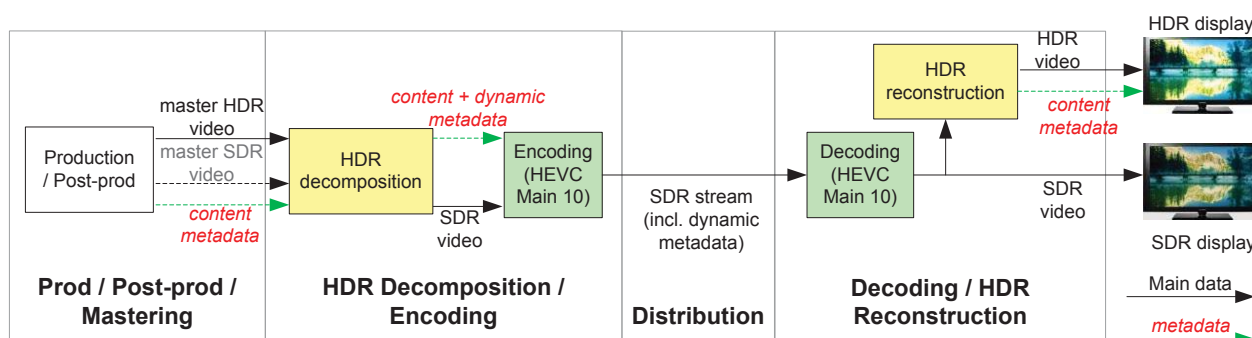 Production
/ Post-prod
master HDR
video
master SDR
video
content
metadata
HDR
decomposition
content + dynamic
metadata
SDR
video
Encoding
(HEVC
Main 10)
SDR stream
(incl. dynamic
metadata)
Decoding
(HEVC
Main 10)
HDR
reconstruction
HDR
video
content
metadata
SDR
video
HDR display
SDR display
Main data
metadata
Prod / Post-prod /
Mastering
HDR Decomposition /
Encoding
Distribution
Decoding / HDR
Reconstruction